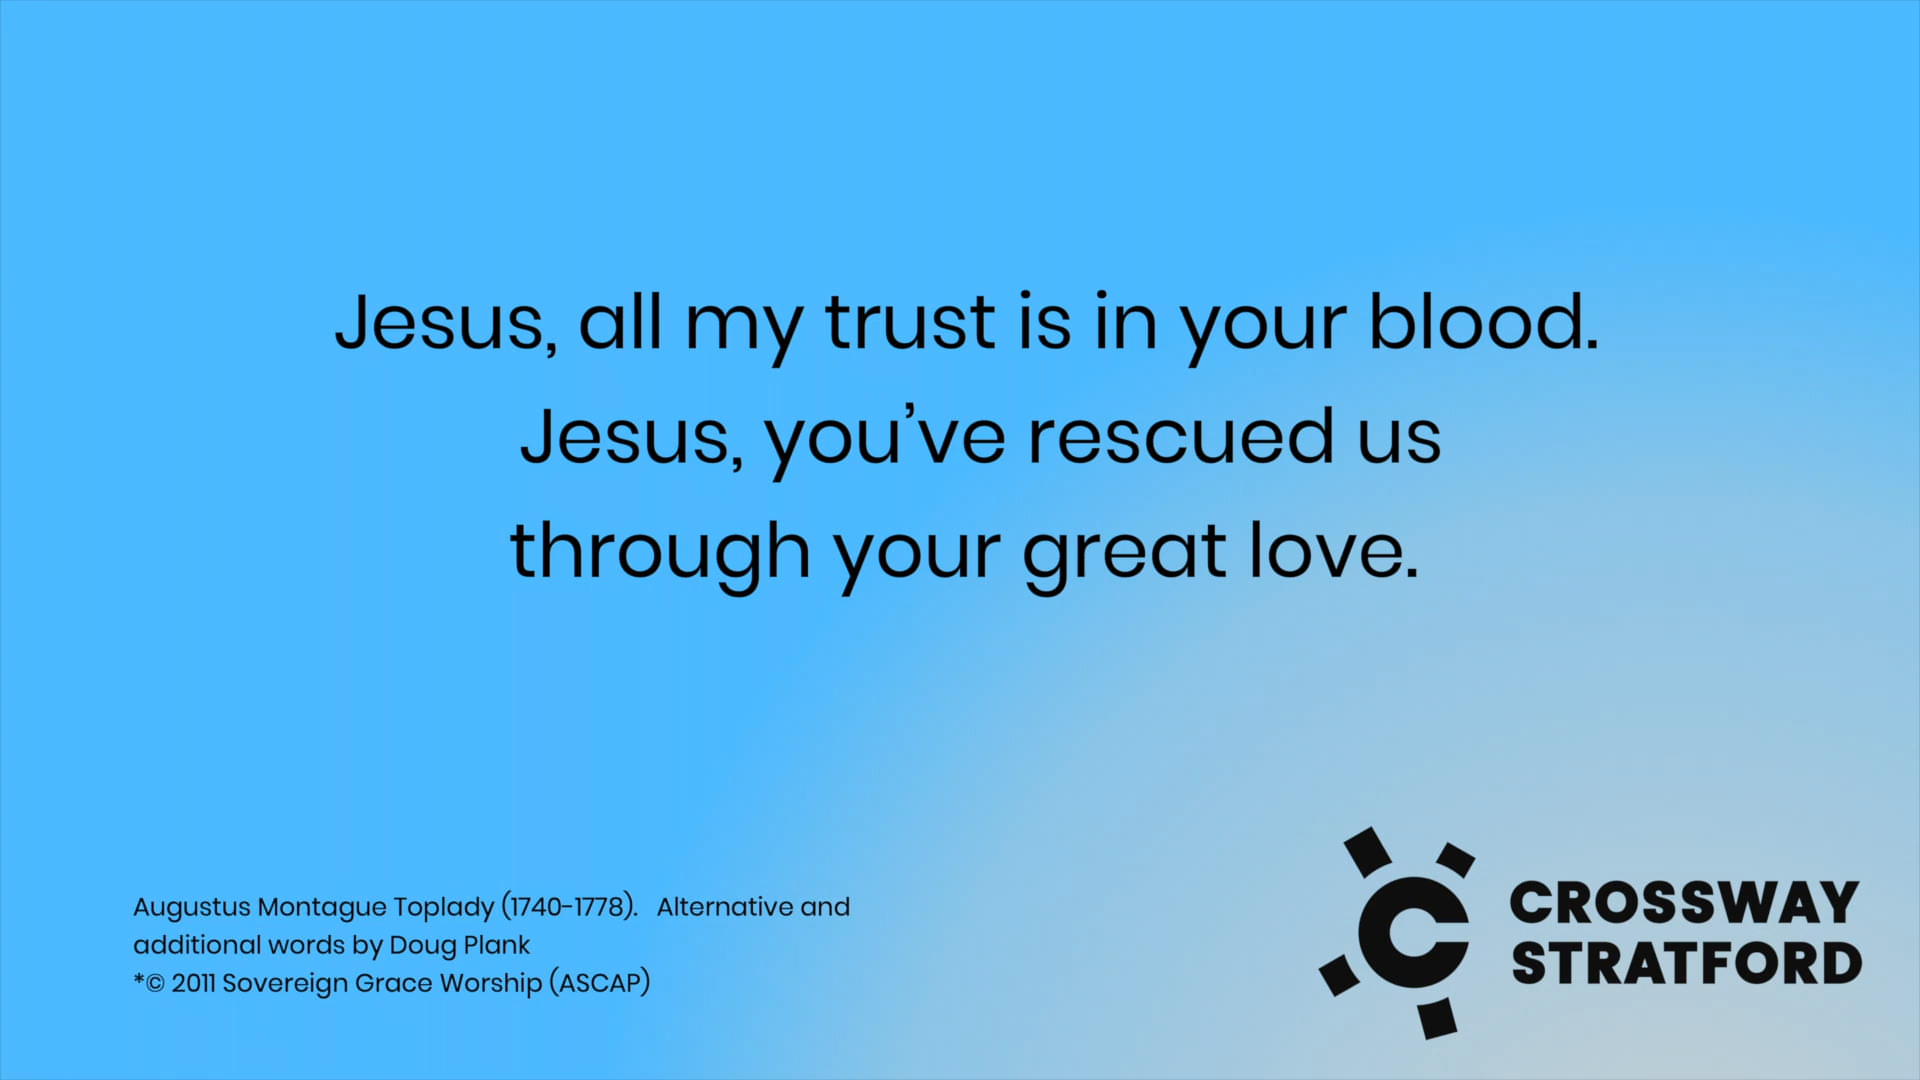 Jesus, all my trust is in your blood.
Jesus, you’ve rescued us
through your great love.
Augustus Montague Toplady (1740-1778).   Alternative and
additional words by Doug Plank
*© 2011 Sovereign Grace Worship (ASCAP)
CROSSWAY
STRATFORD